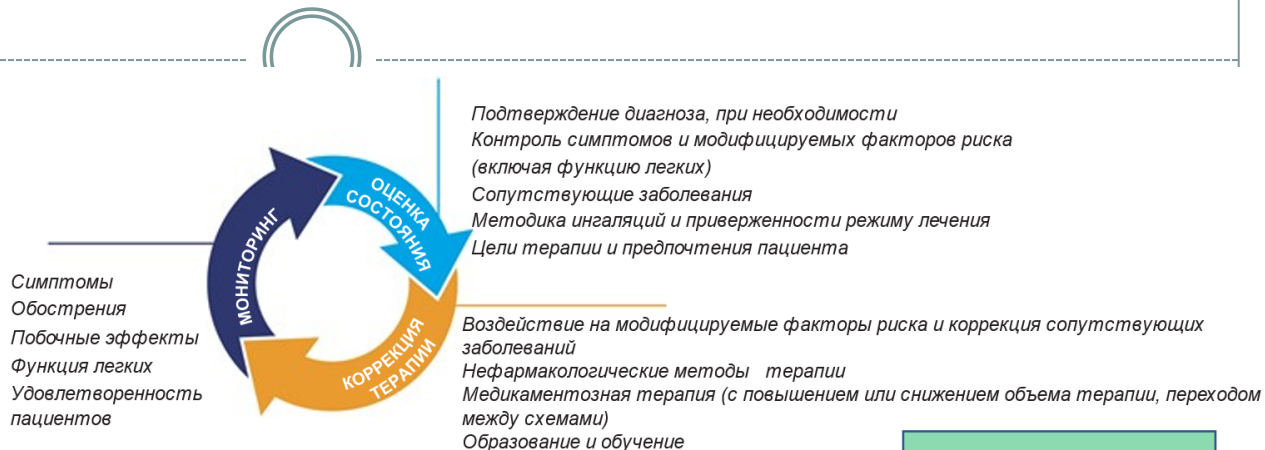 Подтверждение диагноза, при необходимости
Контроль симптомов и модифицируемых факторов риска
(включая функцию легких)
Сопутствующие заболевания
Методика ингаляций и приверженности режиму лечения
Цели терапии и предпочтения пациента
ОЦЕНКА
СОСТОЯНИЯ
МОНИТОРИНГ
Симптомы
Обострения
Побочные эффекты
Функция легких
Удовлетворенность
пациентов
КОРРЕКЦИЯ
ТЕРАПИИ
Воздействие на модифицируемые факторы риска и коррекция сопутствующих
заболеваний
Нефармакологические методы терапии
Медикаментозная терапия (с повышением или снижением объема терапии, переходом
между схемами)
Образование и обучение